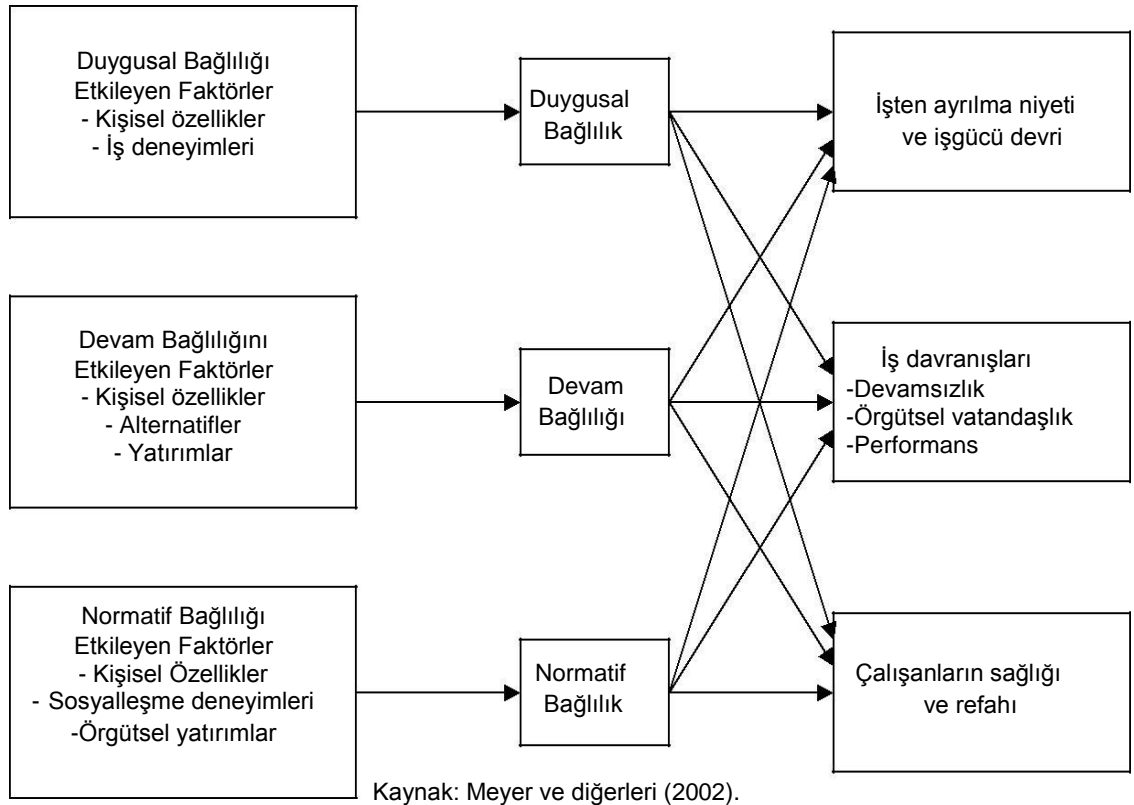 Duygusal Bağlılığı
Etkileyen Faktörler
- Kişisel özellikler
- İş deneyimleri
Duygusal
Bağlılık
İşten ayrılma niyeti
ve işgücü devri
Devam Bağlılığını
Etkileyen Faktörler
- Kişisel özellikler
- Alternatifler
- Yatırımlar
Devam
Bağlılığı
İş davranışları
-Devamsızlık
-Örgütsel vatandaşlık
-Performans
Normatif Bağlılığı
Etkileyen Faktörler
- Kişisel Özellikler
- Sosyalleşme deneyimleri
-Örgütsel yatırımlar
Normatif
Bağlılık
Çalışanların sağlığı
ve refahı
Kaynak: Meyer ve diğerleri (2002).